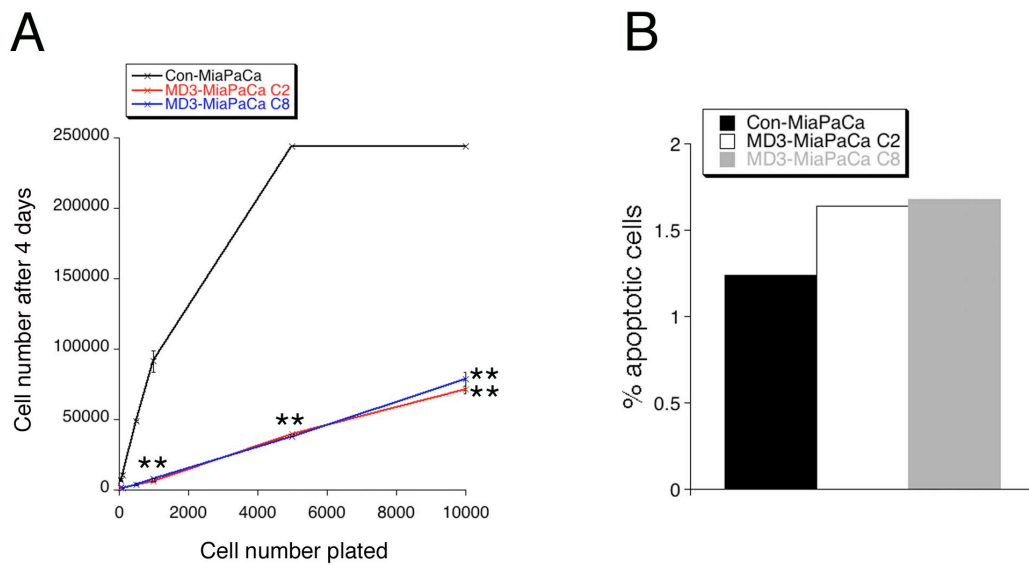 A
Con-MiaPaCa
MD3-MiaPaCa C2
MD3-MiaPaCa C8
250000
200000
150000
100000
50000
0
Cell number after 4 days
**
**
**
**
0 2000 4000 6000 8000 10000
Cell number plated
B
Con-MiaPaCa
MD3-MiaPaCa C2
MD3-MiaPaCa C8
2
1.5
1
0.5
0
% apoptotic cells